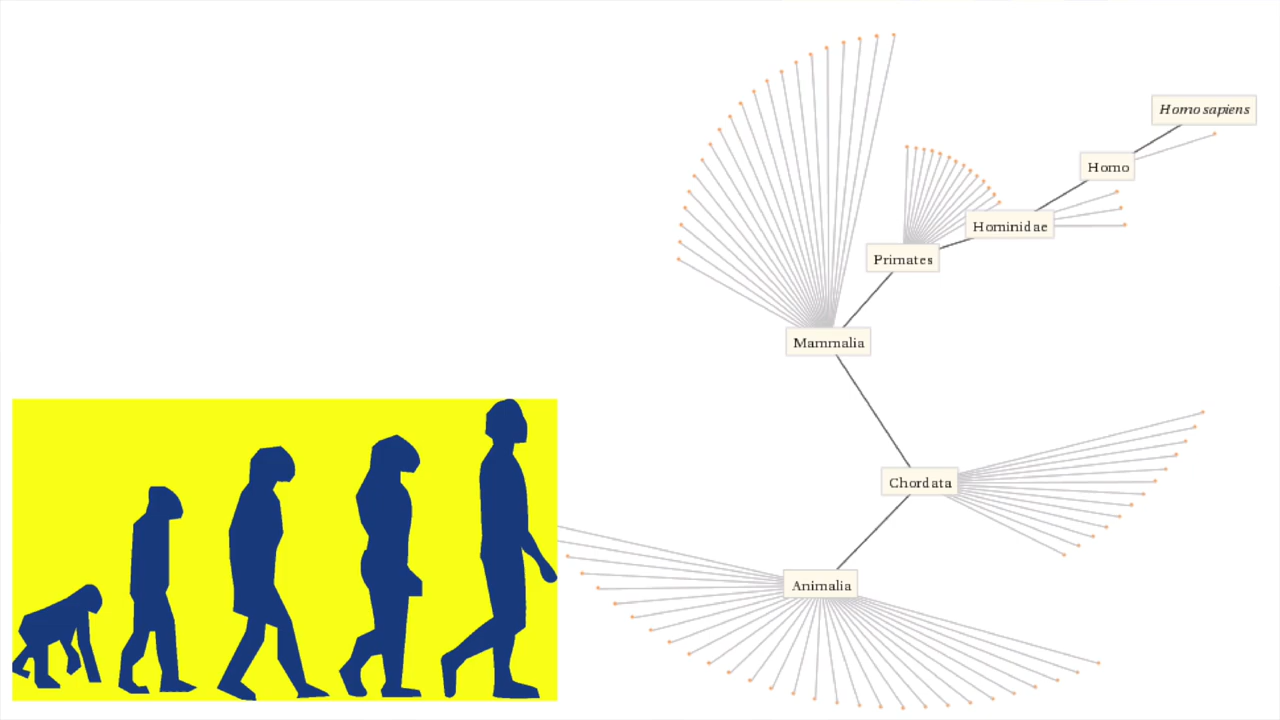 Homo sapiens
Homo
Hominidae
Primates
Mammalia
Chordata
Animalia